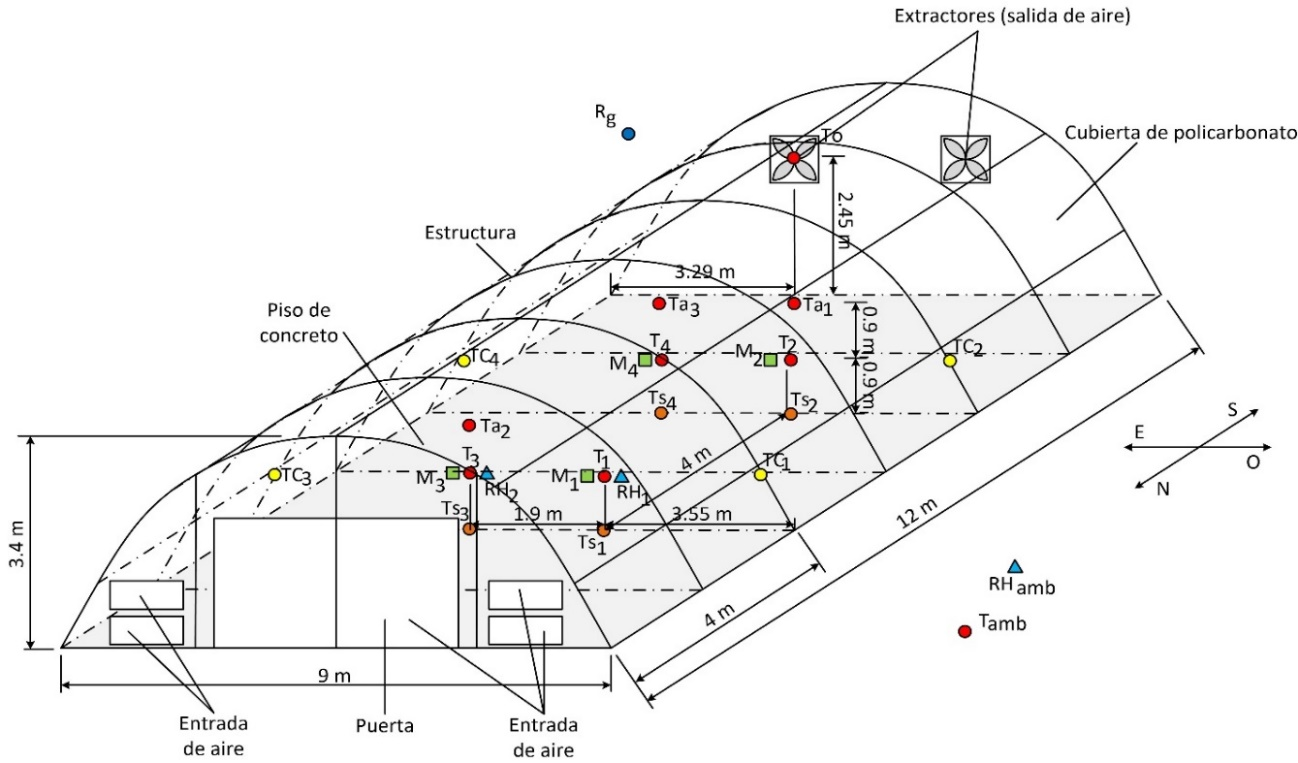 Extractores (salida de aire)
Rg
To
Cubierta de policarbonato
2.45 m
Estructura
3.29 m
Ta3
Ta1
Piso de
concreto
0.9 m
TC4
T4
M4
T2
M2
TC2
0.9 m
Ts4
Ts2
Ta2
S
E
O
N
4 m
TC3
T3
M3
RH2
T1
M1
RH1
TC1
12 m
Ts3
1.9 m
Ts1
3.55 m
3.4 m
RHamb
4 m
Tamb
9 m
Entrada
de aire
Puerta
Entrada
de aire